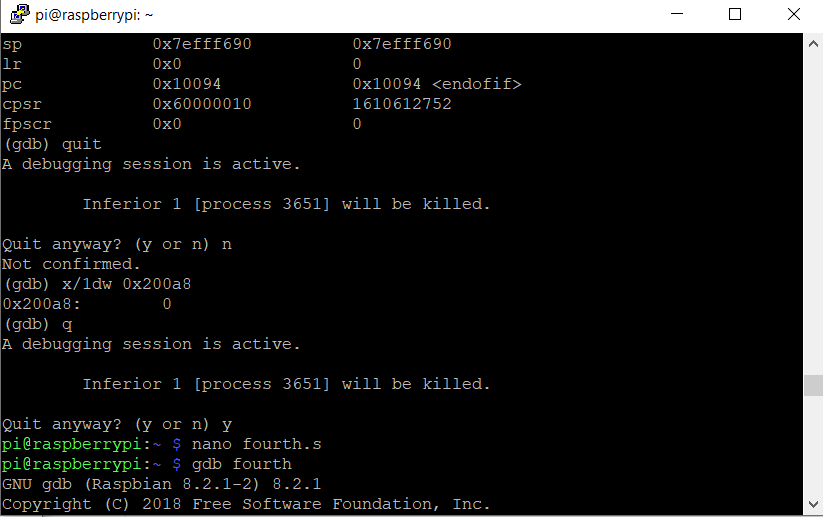 pi@raspberrypi: ~
sp 0x7efff690 0x7efff690
lr 0x0 0
pc 0x10094 0x10094 <endofif>
cpsr 0x60000010 1610612752
fpscr 0x0 0
(gdb) quit
A debugging session is active.
Inferior 1 [process 3651] will be killed.
Quit anyway? (y or n) n
Not confirmed.
(gdb) x/1dw 0x200a8
0x200a8: 0
(gdb) q
A debugging session is active.
Inferior 1 [process 3651] will be killed.
Quit anyway? (y or n) y
pi@raspberrypi:~ $ nano fourth.s
pi@raspberrypi:~ $ gdb fourth
GNU gdb (Raspbian 8.2.1-2) 8.2.1
Copyright (C) 2018 Free Software Foundation, Inc.